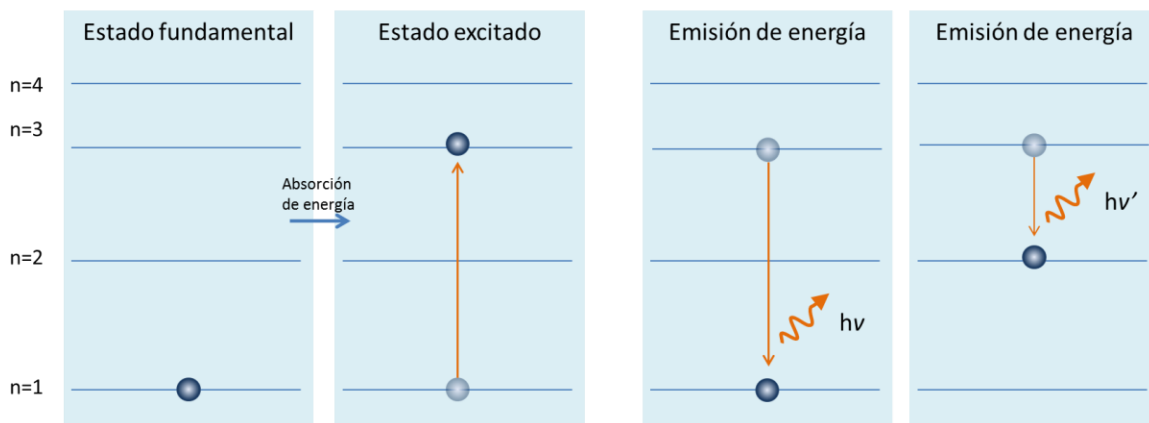 Estado fundamental
Estado excitado
Emisión de energía
Emisión de energía
n=4
n=3
Absorción
de energía
hν’
n=2
hν
n=1